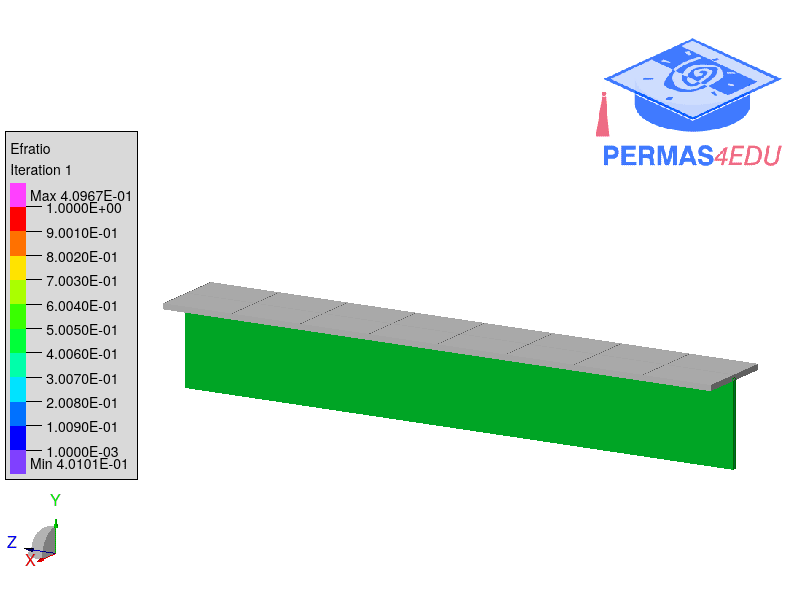 PERMAS4EDU
Efratio
Iteration 1
Max 4.0967E-01
1.0000E+00
9.0010E-01
8.0020E-01
7.0030E-01
6.0040E-01
5.0050E-01
4.0060E-01
3.0070E-01
2.0080E-01
1.0090E-01
1.0000E-03
Min 4.0101E-01
Y
Z
X